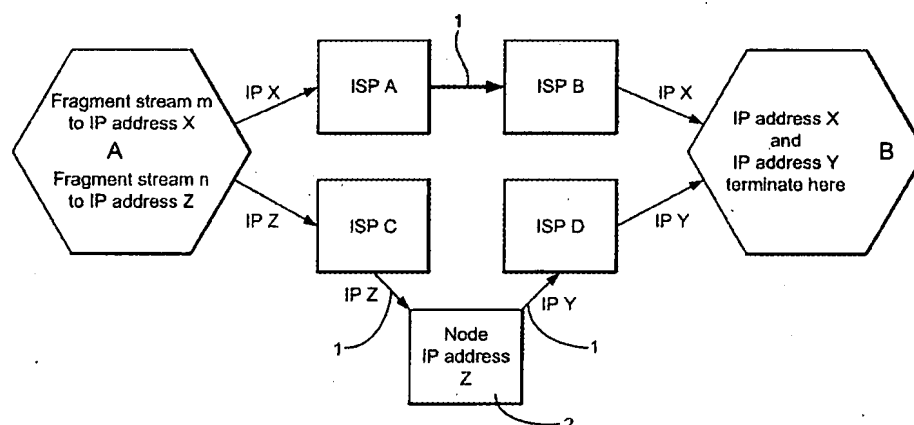 1
IP X
ISP A
ISP B
IP X
Fragment stream m
to IP address X
A
Fragment stream n
to IP address Z
IP address X
and
IP address Y
terminate here
B
IP Z
ISP C
ISP D
IP Y
IP Z
IP Y
1
1
Node
IP address
Z
2